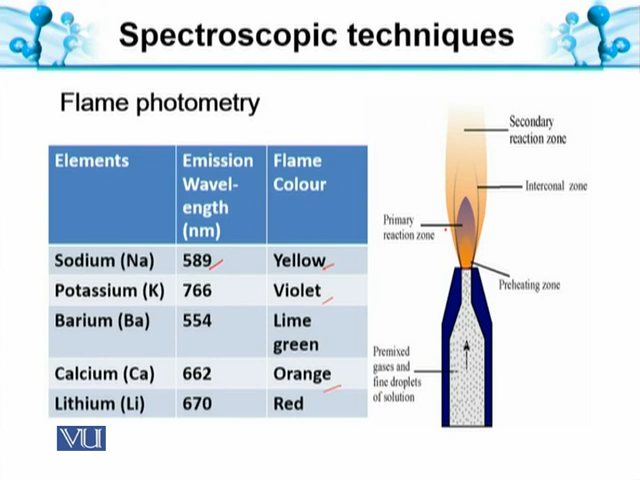 Spectroscopic techniques
Flame photometry
Elements
Emission
Wavel-
ength
(nm)
Flame
Colour
Sodium (Na) 589 Yellow
Potassium (K) 766 Violet
Barium (Ba) 554 Lime
green
Calcium (Ca) 662 Orange
Lithium (Li) 670 Red
Secondary
reaction zone
Interconal zone
Primary
reaction zone
Preheating zone
Premixed
gases and
fine droplets
of solution
VU